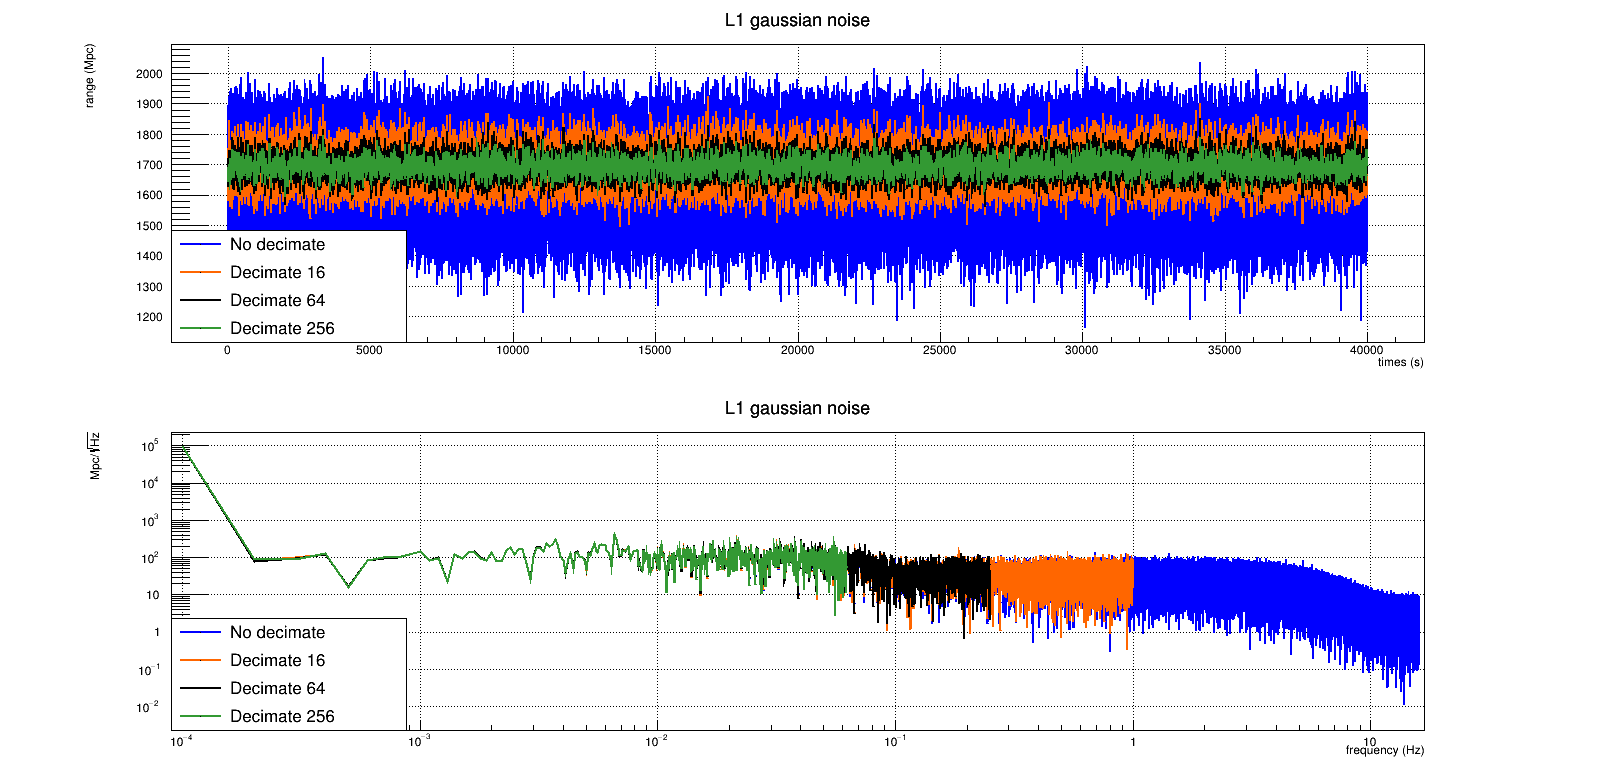 L1 gaussian noise
range (Mpc)
2000
1900
1800
1700
1600
1500
1400
1300
1200
No decimate
Decimate 16
Decimate 64
Decimate 256
0 5000 10000 15000 20000 25000 30000 35000 40000
times (s)
L1 gaussian noise
Mpc/√Hz
10⁵
10⁴
10³
10²
10
1
10⁻¹
10⁻²
No decimate
Decimate 16
Decimate 64
Decimate 256
10⁻⁴ 10⁻³ 10⁻² 10⁻¹ 1 10
frequency (Hz)